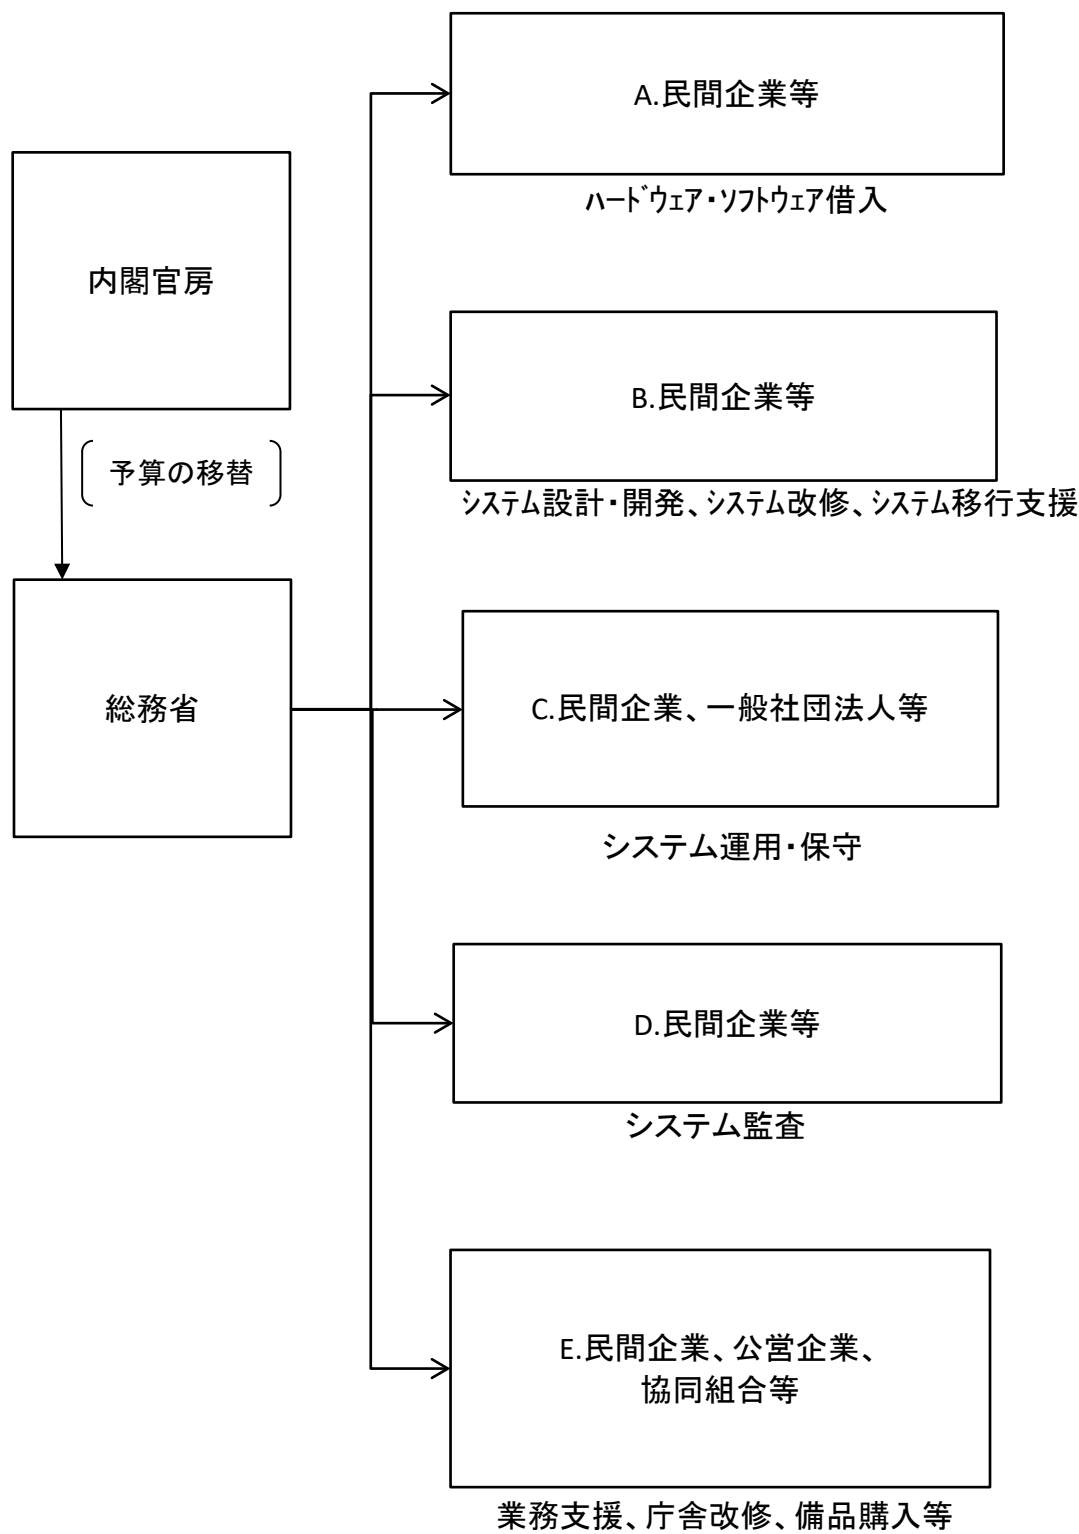 A.民間企業等
ﾊｰﾄﾞｳｪｱ・ｿﾌﾄｳｪｱ借入
内閣官房
B.民間企業等
予算の移替
ｼｽﾃﾑ設計・開発、ｼｽﾃﾑ改修、ｼｽﾃﾑ移行支援
総務省
C.民間企業、一般社団法人等
システム運用・保守
D.民間企業等
システム監査
E.民間企業、公営企業、
協同組合等
業務支援、庁舎改修、備品購入等